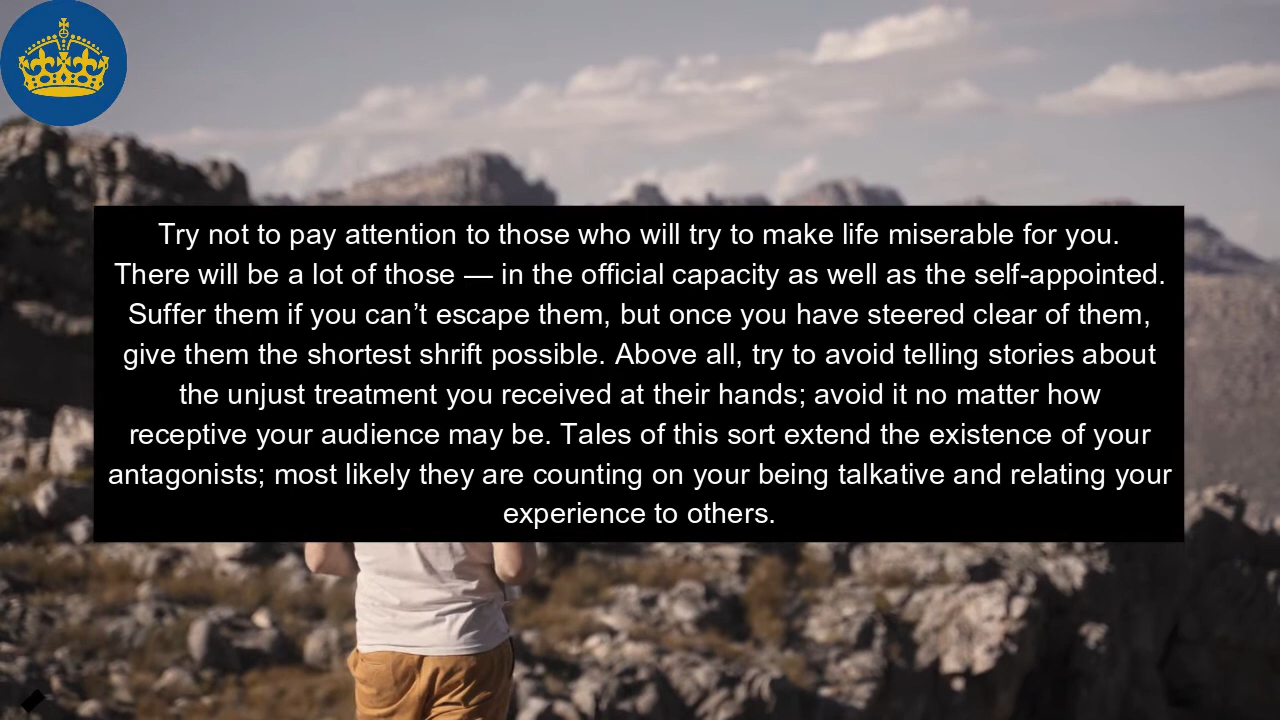 Try not to pay attention to those who will try to make life miserable for you.
There will be a lot of those — in the official capacity as well as the self-appointed.
Suffer them if you can’t escape them, but once you have steered clear of them,
give them the shortest shrift possible. Above all, try to avoid telling stories about
the unjust treatment you received at their hands; avoid it no matter how
receptive your audience may be. Tales of this sort extend the existence of your
antagonists; most likely they are counting on your being talkative and relating your
experience to others.